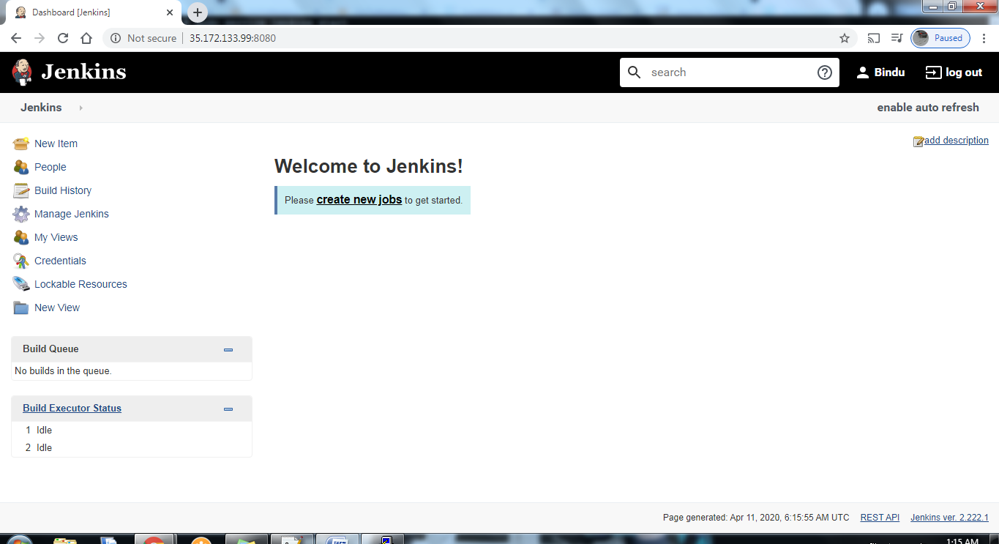 Dashboard [Jenkins]
Not secure 35.172.133.99:8080
Paused
Jenkins
search
Bindu
log out
Jenkins
enable auto refresh
New Item
People
Build History
Manage Jenkins
My Views
Credentials
Lockable Resources
New View
add description
Welcome to Jenkins!
Please create new jobs to get started.
Build Queue
No builds in the queue.
Build Executor Status
1 Idle
2 Idle
Page generated: Apr 11, 2020, 6:15:55 AM UTC REST API Jenkins ver. 2.222.1
1:15 AM